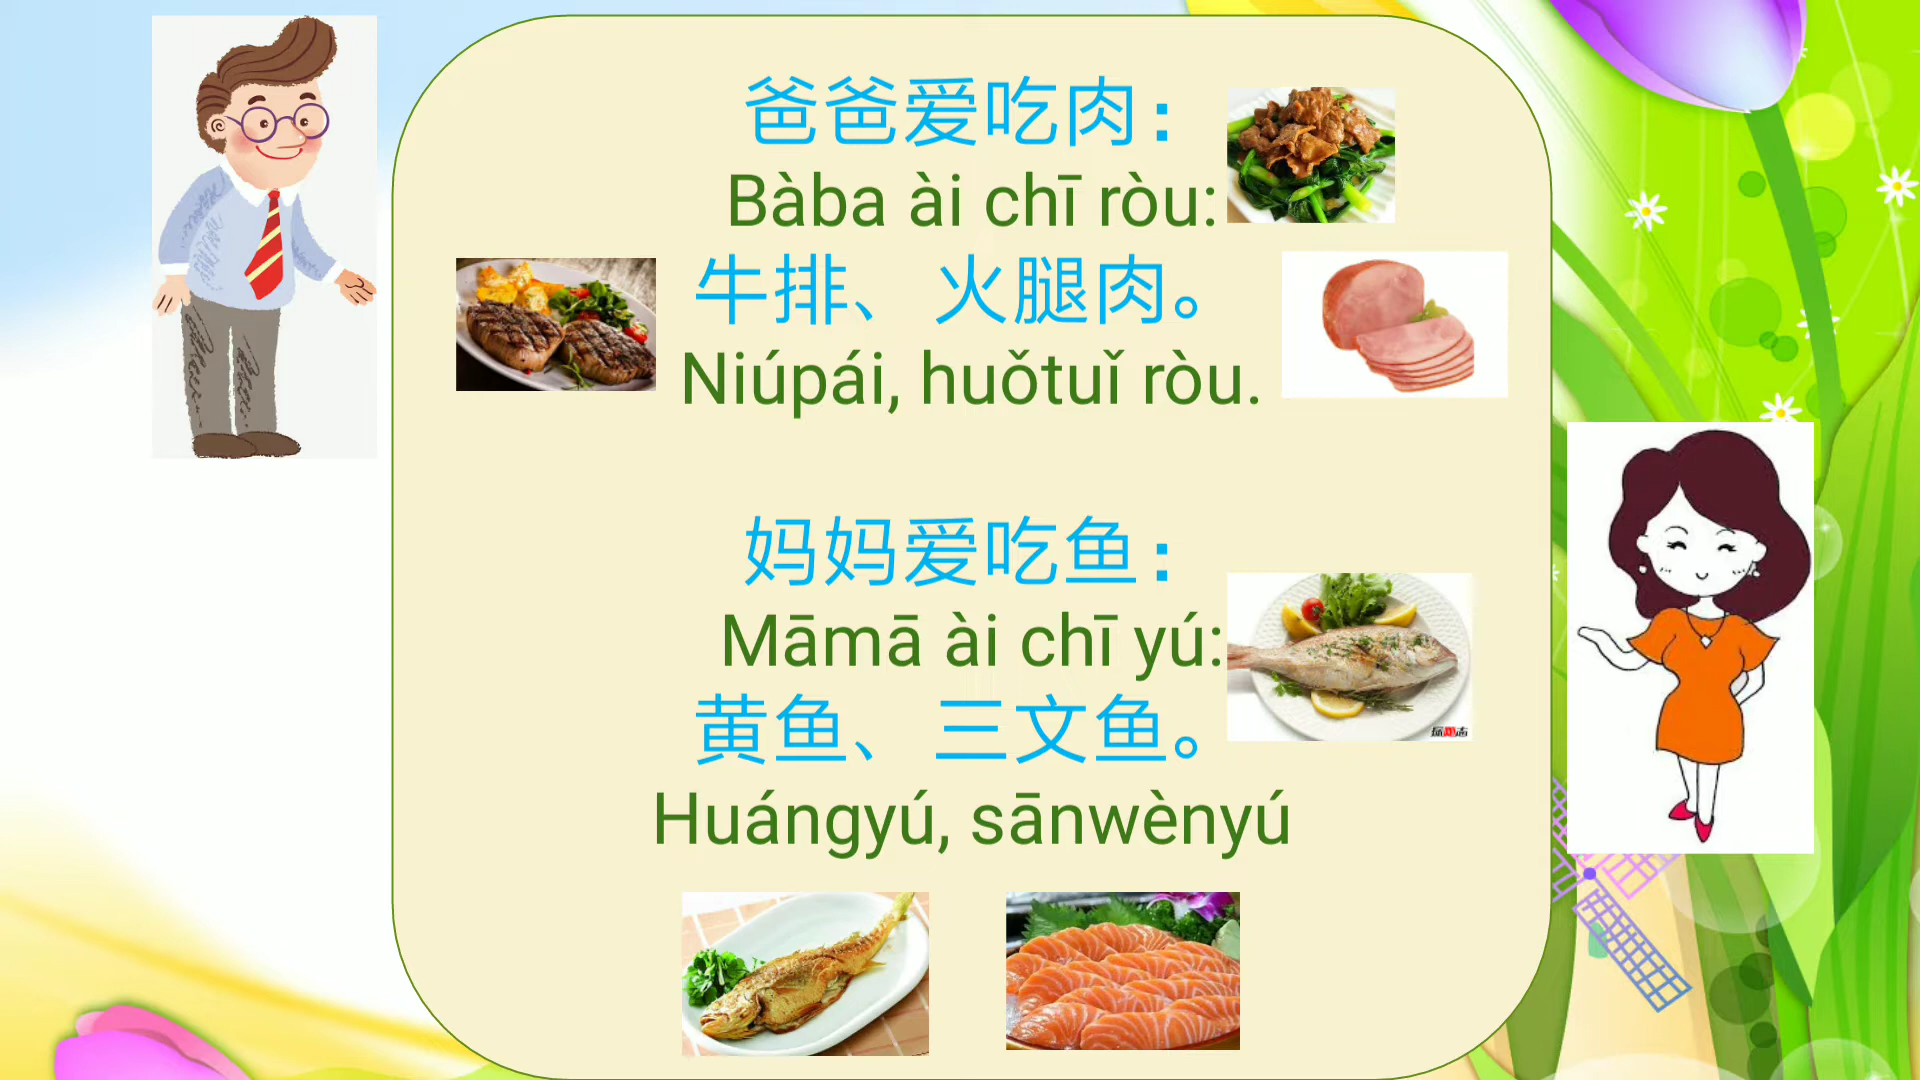 爸爸爱吃肉：
Bàba ài chī ròu:
牛排、火腿肉。
Niúpái, huǒtuǐ ròu.
妈妈爱吃鱼：
Māmā ài chī yú:
黄鱼、三文鱼。
Huángyú, sānwènyú